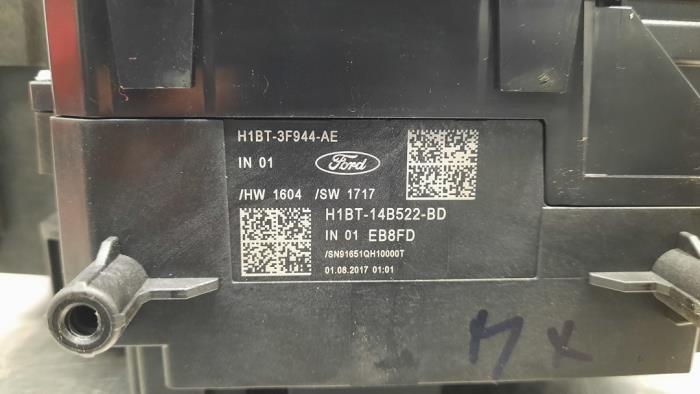 H1BT-3F944-AE
IN 01 Ford
/HW 1604 /SW 1717
H1BT-14B522-BD
IN 01 EB8FD
/SN91651QH10000T
01.08.2017 01:01